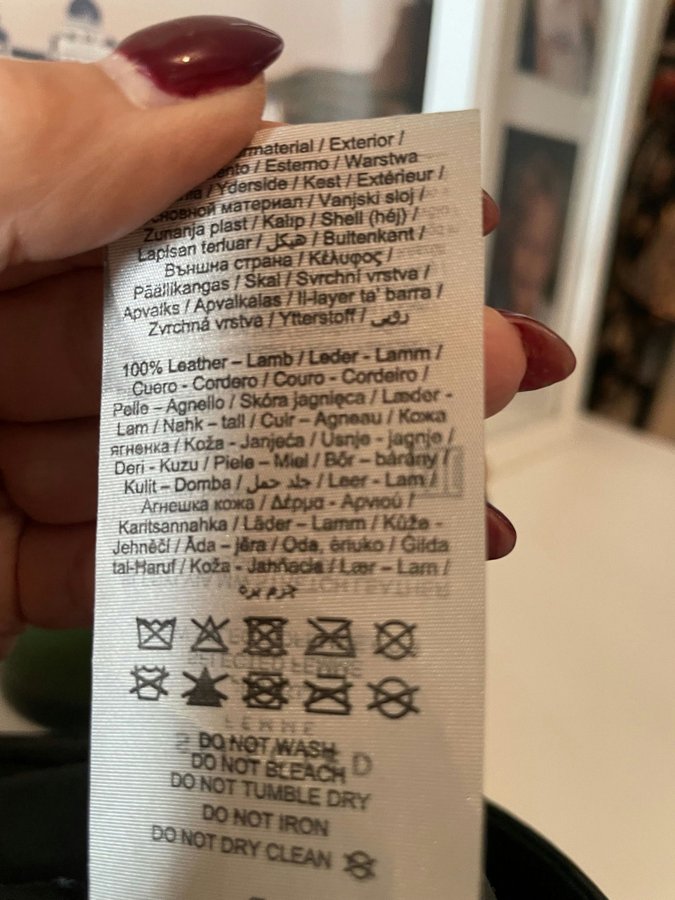 material / Exterior /
/ Esterno / Warstwa
/ Yderside / Kest / Extérieur /
материал / Vanjski sloj /
Zunanja plast / Kalıp / Shell (héj) /
Lapisan terluar / هيكل / Buitenkant /
Външна страна / Κέλυφος /
Päällikangas / Skal / Svrchní vrstva /
Apvalks / Apvalkalas / Il-layer ta' barra /
Zvrchná vrstva / Ytterstoff / رویی
100% Leather – Lamb / Leder - Lamm /
Cuero - Cordero / Couro - Cordeiro /
Pelle – Agnello / Skóra jagnięca / Læder -
Lam / Nahk – tall / Cuir – Agneau / Кожа
ягненка / Koža - Janjeća / Usnje - jagnje /
Deri - Kuzu / Piele – Miel / Bőr – bárány /
Kulit – Domba / جلد حمل / Leer - Lam /
Агнешка кожа / Δέρμα - Αρνιού /
Karitsannahka / Läder – Lamm / Kůže -
Jehněčí / Āda – jēra / Oda, ėriuko / Ġilda
tal-Ħaruf / Koža - Jahňacia / Lær – Lam /
چرم بره
DO NOT WASH
DO NOT BLEACH
DO NOT TUMBLE DRY
DO NOT IRON
DO NOT DRY CLEAN